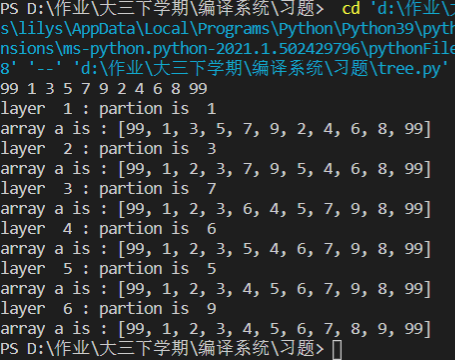 PS D:\作业\大三下学期\编译系统\习题> cd 'd:\作业\大
s\lilys\AppData\Local\Programs\Python\Python39\pyth
nsions\ms-python.python-2021.1.502429796\pythonFile
8' '--' 'd:\作业\大三下学期\编译系统\习题\tree.py'
99 1 3 5 7 9 2 4 6 8 99
layer  1 : partion is  1
array a is : [99, 1, 3, 5, 7, 9, 2, 4, 6, 8, 99]
layer  2 : partion is  3
array a is : [99, 1, 2, 3, 7, 9, 5, 4, 6, 8, 99]
layer  3 : partion is  7
array a is : [99, 1, 2, 3, 6, 4, 5, 7, 9, 8, 99]
layer  4 : partion is  6
array a is : [99, 1, 2, 3, 5, 4, 6, 7, 9, 8, 99]
layer  5 : partion is  5
array a is : [99, 1, 2, 3, 4, 5, 6, 7, 9, 8, 99]
layer  6 : partion is  9
array a is : [99, 1, 2, 3, 4, 5, 6, 7, 8, 9, 99]
PS D:\作业\大三下学期\编译系统\习题>